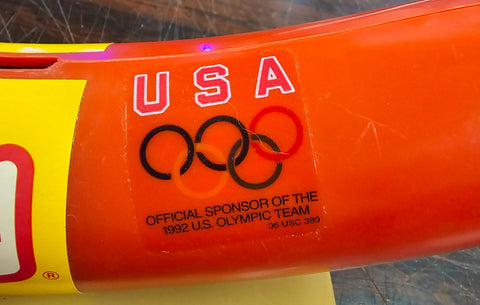 USA
OFFICIAL SPONSOR OF THE
1992 U.S. OLYMPIC TEAM
36 USC 380
®